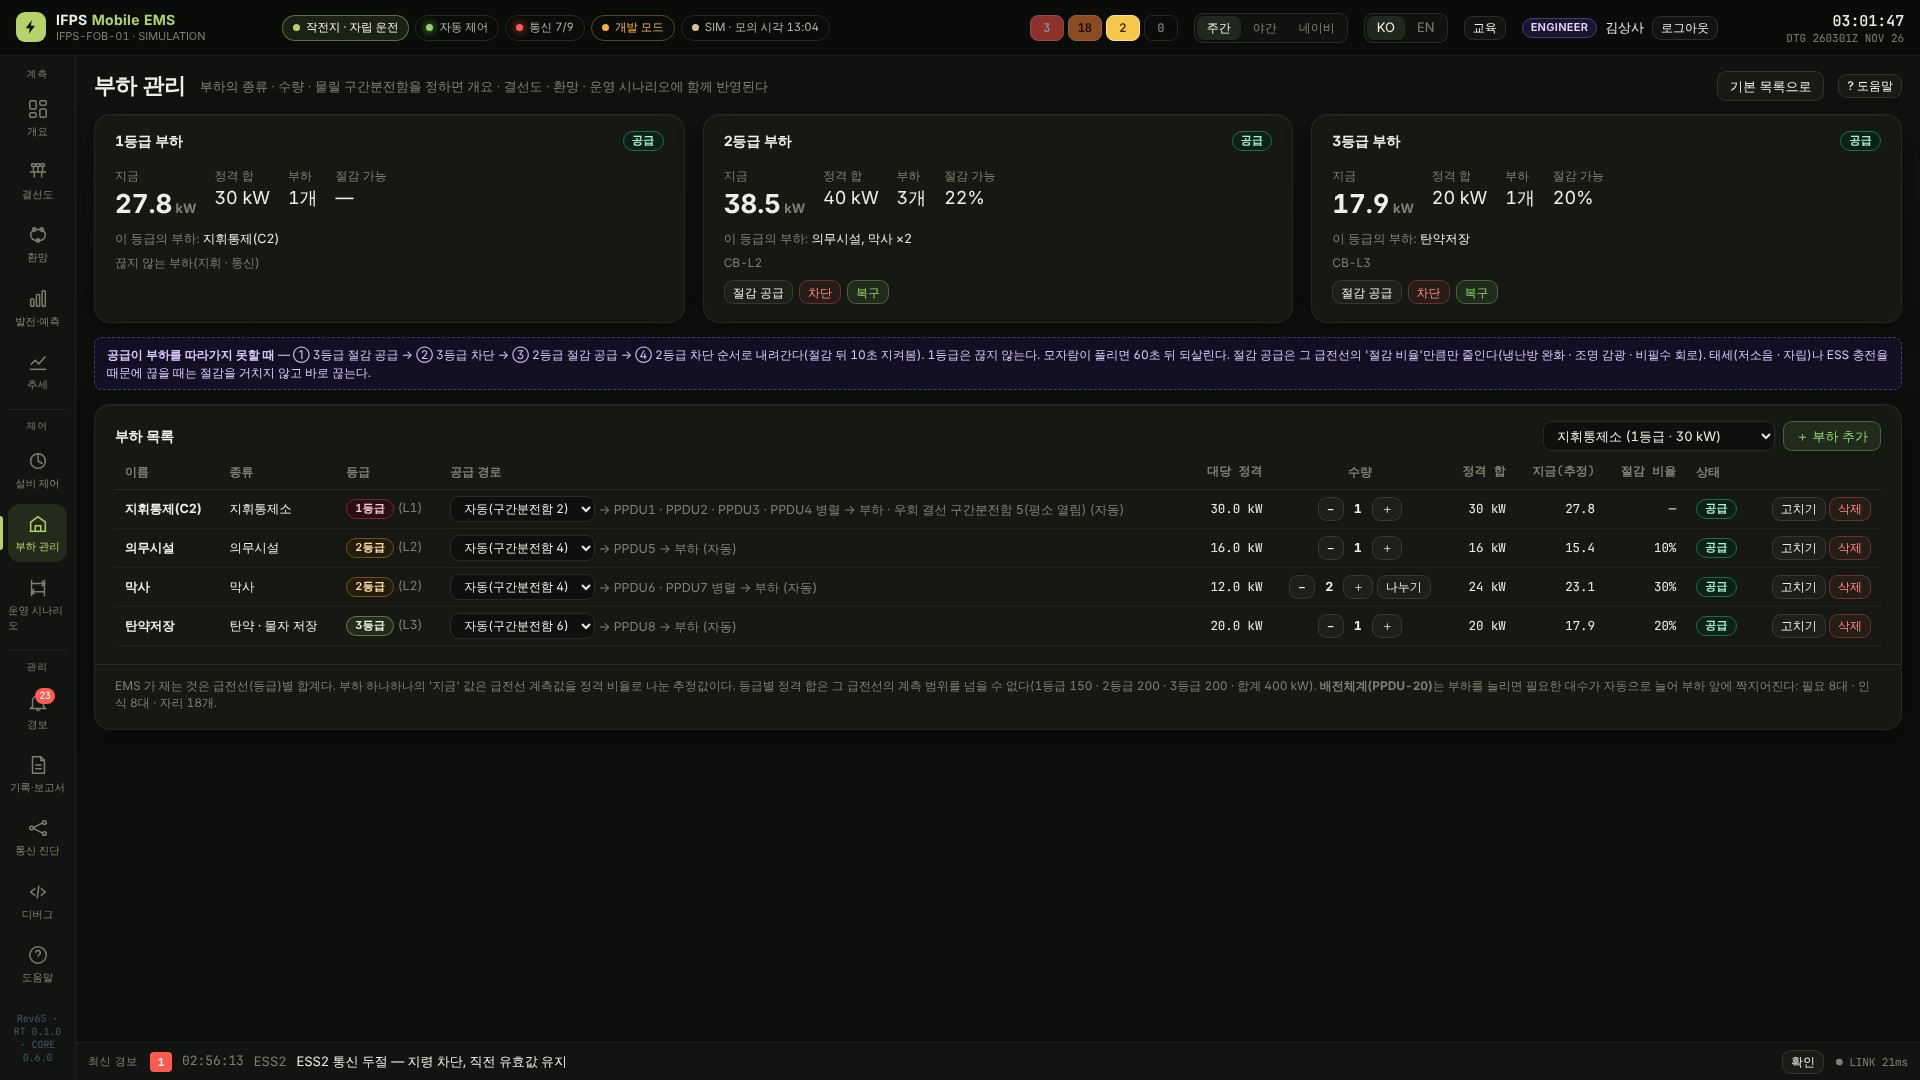 IFPS Mobile EMS
IFPS-FOB-01 · SIMULATION
작전지 · 자립 운전
자동 제어
통신 7/9
개발 모드
SIM · 모의 시각 13:04
3 18 2 0
주간 야간 네이비
KO EN
교육
ENGINEER 김상사 로그아웃
03:01:47
DTG 260301Z NOV 26
계측
개요
결선도
환망
발전·예측
추세
제어
설비 제어
부하 관리
운영 시나리
오
관리
23
경보
기록·보고서
통신 진단
디버그
도움말
Rev65 ·
RT 0.1.0
· CORE
0.6.0
부하 관리
부하의 종류 · 수량 · 물릴 구간분전함을 정하면 개요 · 결선도 · 환망 · 운영 시나리오에 함께 반영된다
기본 목록으로
? 도움말
1등급 부하 공급
지금 정격 합 부하 절감 가능
27.8 kW 30 kW 1개 —
이 등급의 부하: 지휘통제(C2)
끊지 않는 부하(지휘 · 통신)
2등급 부하 공급
지금 정격 합 부하 절감 가능
38.5 kW 40 kW 3개 22%
이 등급의 부하: 의무시설, 막사 ×2
CB-L2
절감 공급 차단 복구
3등급 부하 공급
지금 정격 합 부하 절감 가능
17.9 kW 20 kW 1개 20%
이 등급의 부하: 탄약저장
CB-L3
절감 공급 차단 복구
공급이 부하를 따라가지 못할 때 — ① 3등급 절감 공급 → ② 3등급 차단 → ③ 2등급 절감 공급 → ④ 2등급 차단 순서로 내려간다(절감 뒤 10초 지켜봄). 1등급은 끊지 않는다. 모자람이 풀리면 60초 뒤 되살린다. 절감 공급은 그 급전선의 '절감 비율'만큼만 줄인다(냉난방 완화 · 조명 감광 · 비필수 회로). 태세(저소음 · 자립)나 ESS 충전율
때문에 끊을 때는 절감을 거치지 않고 바로 끊는다.
부하 목록
지휘통제소 (1등급 · 30 kW)
+ 부하 추가
이름 종류 등급 공급 경로 대당 정격 수량 정격 합 지금(추정) 절감 비율 상태
지휘통제(C2) 지휘통제소 1등급 (L1) 자동(구간분전함 2) → PPDU1 · PPDU2 · PPDU3 · PPDU4 병렬 → 부하 · 우회 결선 구간분전함 5(평소 열림) (자동) 30.0 kW − 1 + 30 kW 27.8 — 공급 고치기 삭제
의무시설 의무시설 2등급 (L2) 자동(구간분전함 4) → PPDU5 → 부하 (자동) 16.0 kW − 1 + 16 kW 15.4 10% 공급 고치기 삭제
막사 막사 2등급 (L2) 자동(구간분전함 4) → PPDU6 · PPDU7 병렬 → 부하 (자동) 12.0 kW − 2 + 나누기 24 kW 23.1 30% 공급 고치기 삭제
탄약저장 탄약 · 물자 저장 3등급 (L3) 자동(구간분전함 6) → PPDU8 → 부하 (자동) 20.0 kW − 1 + 20 kW 17.9 20% 공급 고치기 삭제
EMS 가 재는 것은 급전선(등급)별 합계다. 부하 하나하나의 '지금' 값은 급전선 계측값을 정격 비율로 나눈 추정값이다. 등급별 정격 합은 그 급전선의 계측 범위를 넘을 수 없다(1등급 150 · 2등급 200 · 3등급 200 · 합계 400 kW). 배전체계(PPDU-20)는 부하를 늘리면 필요한 대수가 자동으로 늘어 부하 앞에 짝지어진다: 필요 8대 · 인
식 8대 · 자리 18개.
최신 경보 1 02:56:13 ESS2 ESS2 통신 두절 — 지령 차단, 직전 유효값 유지
확인
LINK 21ms